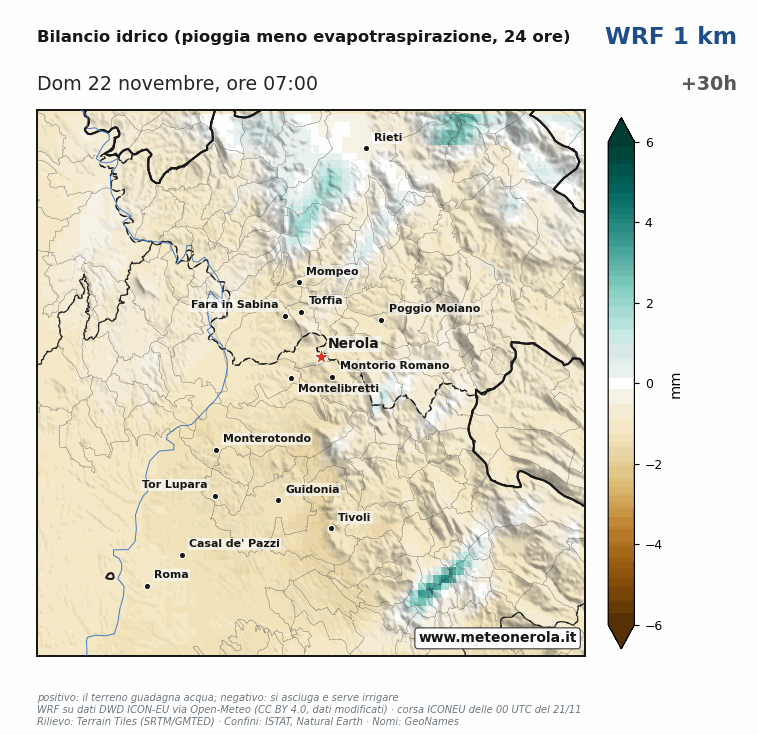 Bilancio idrico (pioggia meno evapotraspirazione, 24 ore)
WRF 1 km
Dom 22 novembre, ore 07:00
+30h
Rieti
Mompeo
Fara in Sabina
Toffia
Poggio Moiano
Nerola
Montorio Romano
Montelibretti
Monterotondo
Tor Lupara
Guidonia
Tivoli
Casal de' Pazzi
Roma
www.meteonerola.it
6
4
2
0
−2
−4
−6
mm
positivo: il terreno guadagna acqua; negativo: si asciuga e serve irrigare
WRF su dati DWD ICON-EU via Open-Meteo (CC BY 4.0, dati modificati) · corsa ICONEU delle 00 UTC del 21/11
Rilievo: Terrain Tiles (SRTM/GMTED) · Confini: ISTAT, Natural Earth · Nomi: GeoNames